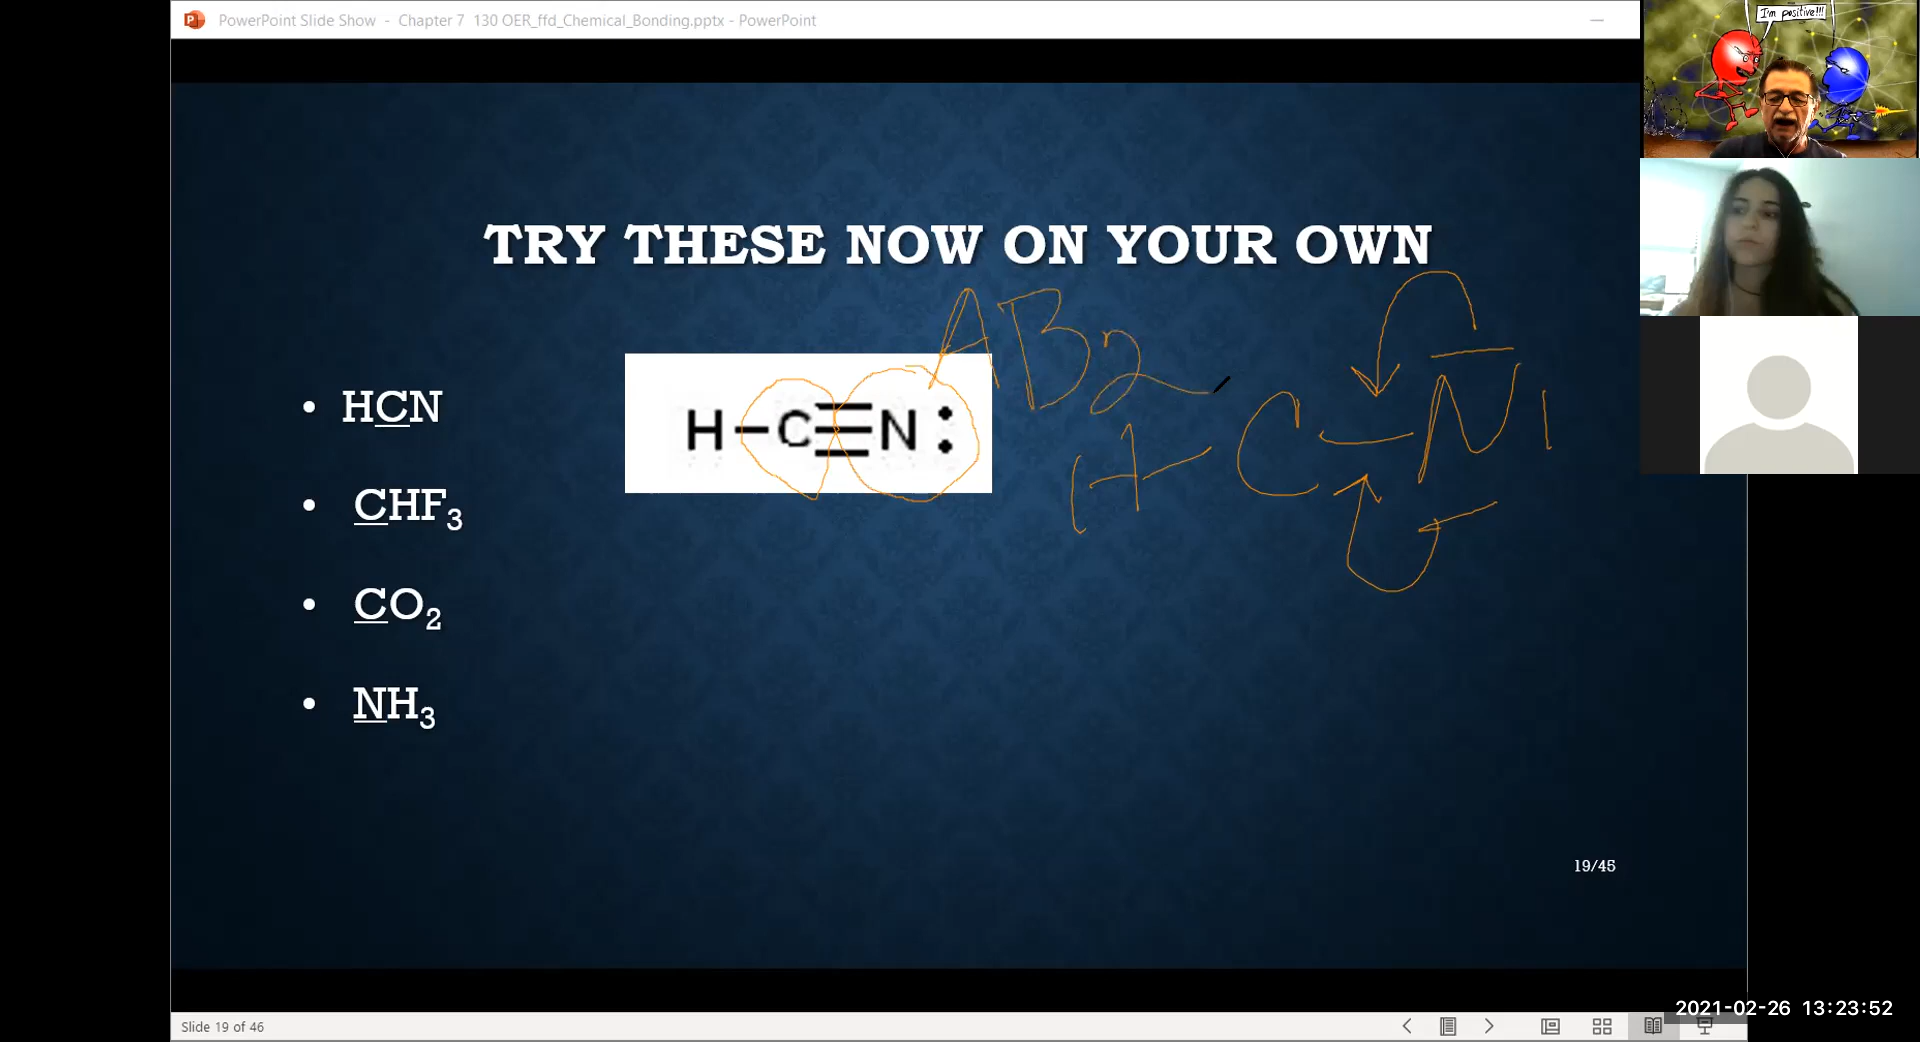 PowerPoint Slide Show - Chapter 7 130 OER_ffd_Chemical_Bonding.pptx - PowerPoint
I'm positive!!!
TRY THESE NOW ON YOUR OWN
AB2
• HCN
H–C≡N:
H–C–N
• CHF3
• CO2
• NH3
19/45
2021-02-26 13:23:52
Slide 19 of 46